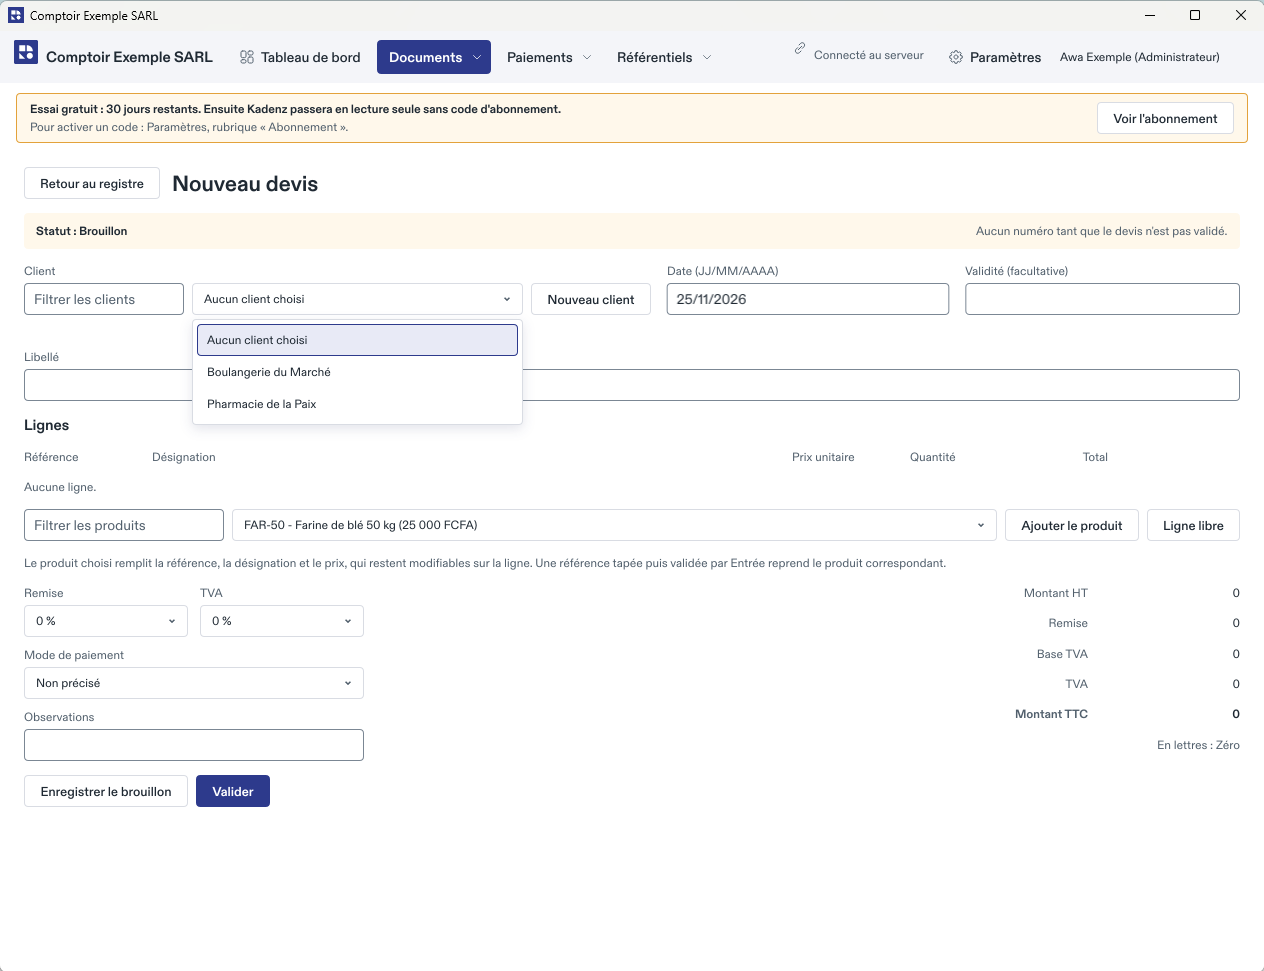 Comptoir Exemple SARL
Comptoir Exemple SARL
Tableau de bord
Documents
Paiements
Référentiels
Connecté au serveur
Paramètres
Awa Exemple (Administrateur)
Essai gratuit : 30 jours restants. Ensuite Kadenz passera en lecture seule sans code d'abonnement.
Pour activer un code : Paramètres, rubrique « Abonnement ».
Voir l'abonnement
Retour au registre
Nouveau devis
Statut : Brouillon
Aucun numéro tant que le devis n'est pas validé.
Client
Date (JJ/MM/AAAA)
Validité (facultative)
Filtrer les clients
Aucun client choisi
Nouveau client
25/11/2026
Aucun client choisi
Boulangerie du Marché
Pharmacie de la Paix
Libellé
Lignes
Référence
Désignation
Prix unitaire
Quantité
Total
Aucune ligne.
Filtrer les produits
FAR-50 - Farine de blé 50 kg (25 000 FCFA)
Ajouter le produit
Ligne libre
Le produit choisi remplit la référence, la désignation et le prix, qui restent modifiables sur la ligne. Une référence tapée puis validée par Entrée reprend le produit correspondant.
Remise
TVA
0 %
0 %
Mode de paiement
Non précisé
Observations
Montant HT 0
Remise 0
Base TVA 0
TVA 0
Montant TTC 0
En lettres : Zéro
Enregistrer le brouillon
Valider